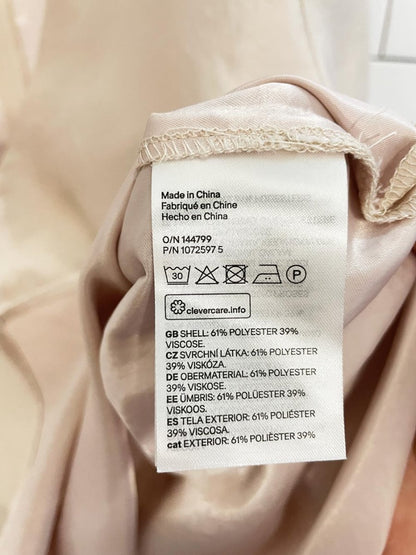 Made in China
Fabriqué en Chine
Hecho en China
O/N 144799
P/N 1072597 5
30 P
clevercare.info
GB SHELL: 61% POLYESTER 39%
VISCOSE.
CZ SVRCHNÍ LÁTKA: 61% POLYESTER
39% VISKÓZA.
DE OBERMATERIAL: 61% POLYESTER
39% VISKOSE.
EE ÜMBRIS: 61% POLÜESTER 39%
VISKOOS.
ES TELA EXTERIOR: 61% POLIÉSTER
39% VISCOSA.
cat EXTERIOR: 61% POLIÈSTER 39%